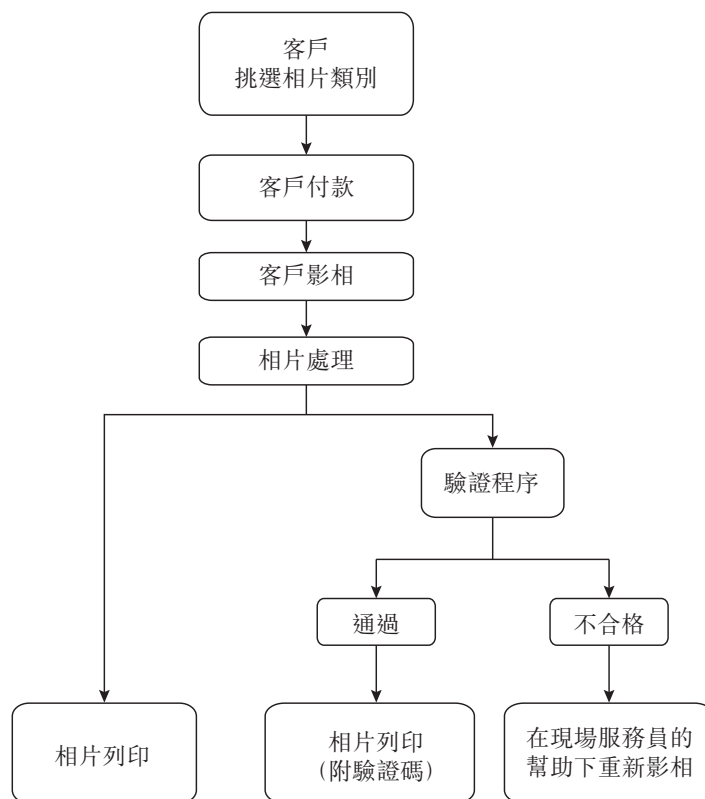 客戶
挑選相片類別
客戶付款
客戶影相
相片處理
驗證程序
通過
不合格
相片列印
相片列印
(附驗證碼)
在現場服務員的
幫助下重新影相